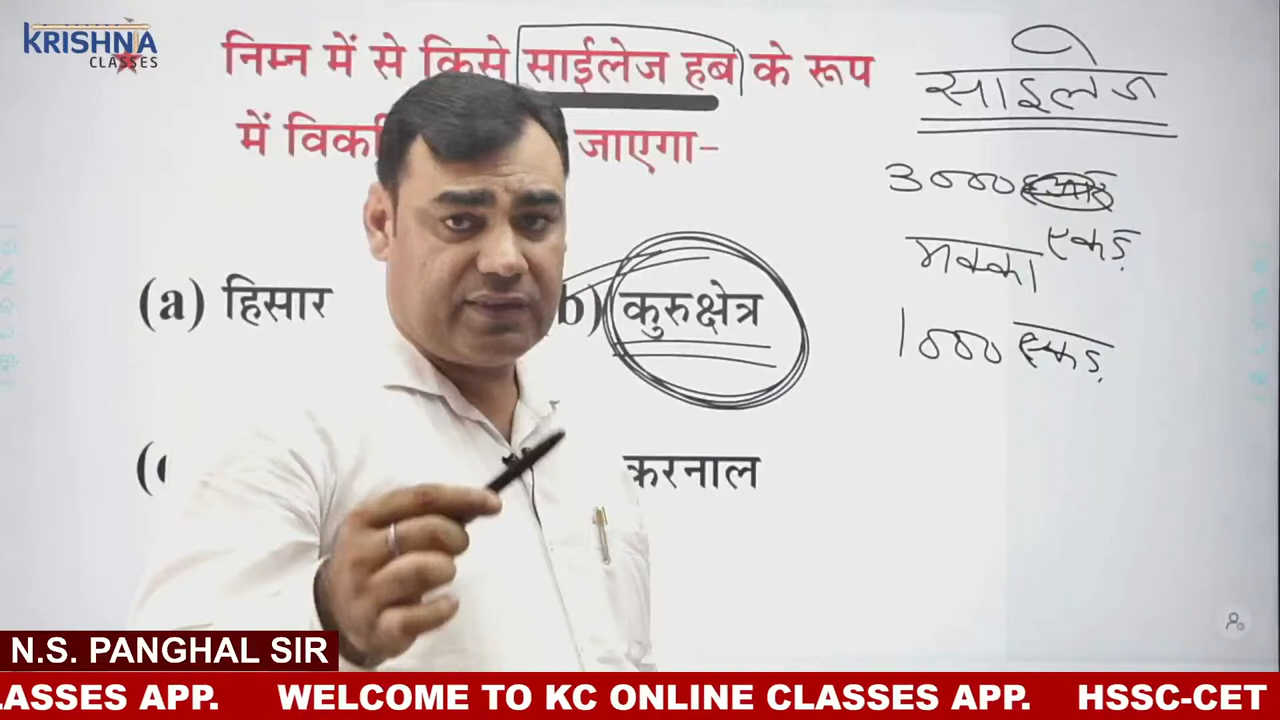 KRISHNA
CLASSES
निम्न में से किसे साईलेज हब के रूप
में जाएगा-
(a) हिसार
b) कुरुक्षेत्र
करनाल
साइलेज
3000
एकड़
मक्का
1000 एकड़
N.S. PANGHAL SIR
LASSES APP. WELCOME TO KC ONLINE CLASSES APP. HSSC-CET